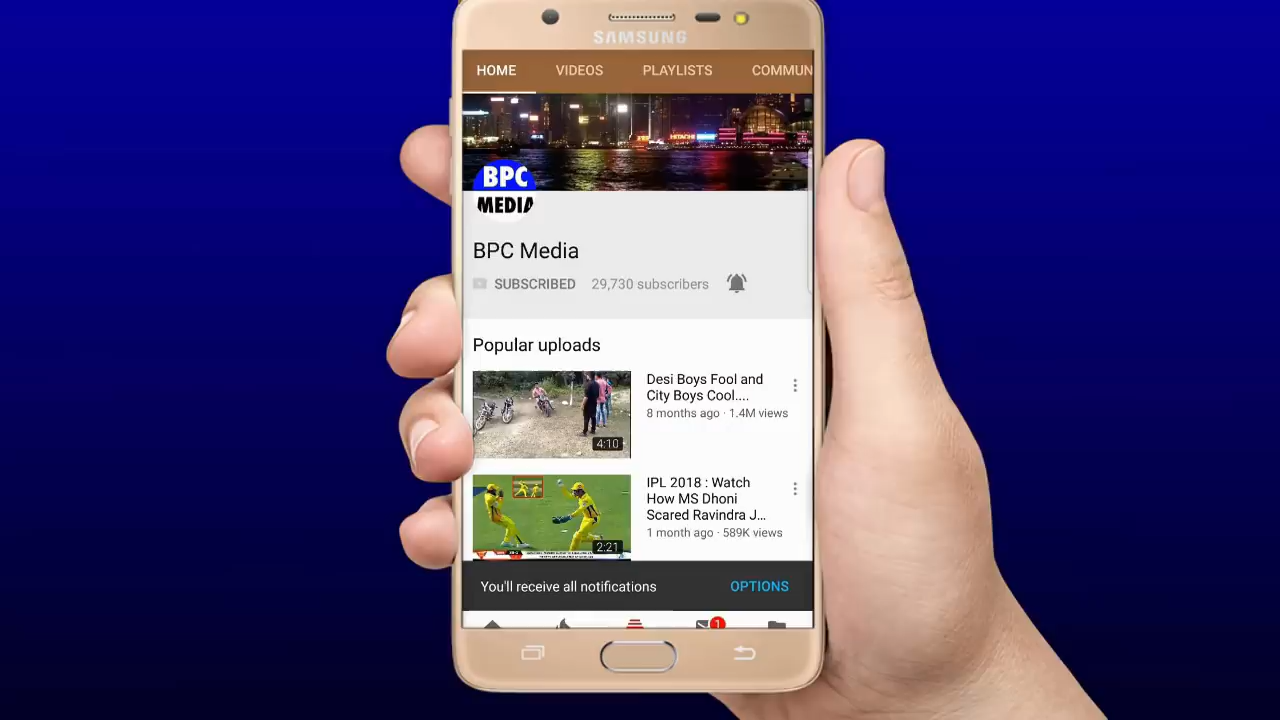 SAMSUNG
HOME VIDEOS PLAYLISTS COMMUN
HITACHI
BPC
MEDIA
BPC Media
SUBSCRIBED 29,730 subscribers
Popular uploads
Desi Boys Fool and
City Boys Cool....
8 months ago · 1.4M views
4:10
IPL 2018 : Watch
How MS Dhoni
Scared Ravindra J...
1 month ago · 589K views
2:21
You'll receive all notifications OPTIONS
1